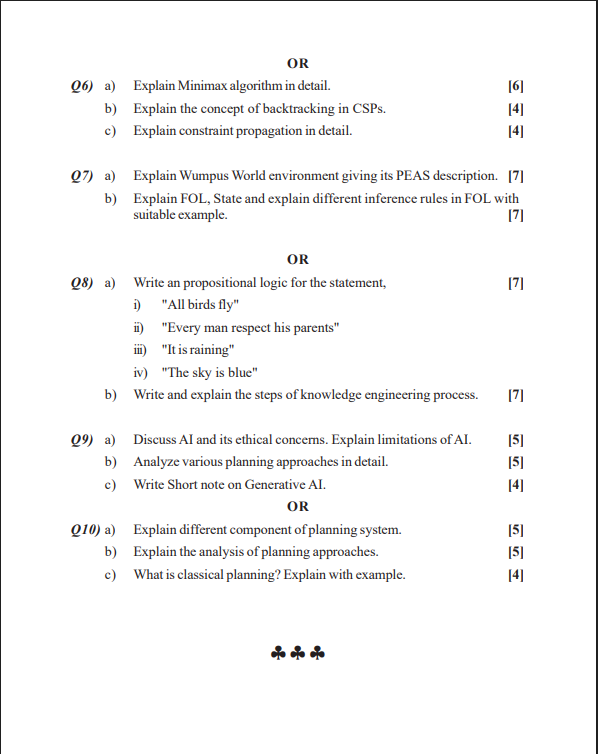 OR
Q6) a) Explain Minimax algorithm in detail. [6]
b) Explain the concept of backtracking in CSPs. [4]
c) Explain constraint propagation in detail. [4]
Q7) a) Explain Wumpus World environment giving its PEAS description. [7]
b) Explain FOL, State and explain different inference rules in FOL with
suitable example. [7]
OR
Q8) a) Write an propositional logic for the statement, [7]
i) "All birds fly"
ii) "Every man respect his parents"
iii) "It is raining"
iv) "The sky is blue"
b) Write and explain the steps of knowledge engineering process. [7]
Q9) a) Discuss AI and its ethical concerns. Explain limitations of AI. [5]
b) Analyze various planning approaches in detail. [5]
c) Write Short note on Generative AI. [4]
OR
Q10) a) Explain different component of planning system. [5]
b) Explain the analysis of planning approaches. [5]
c) What is classical planning? Explain with example. [4]